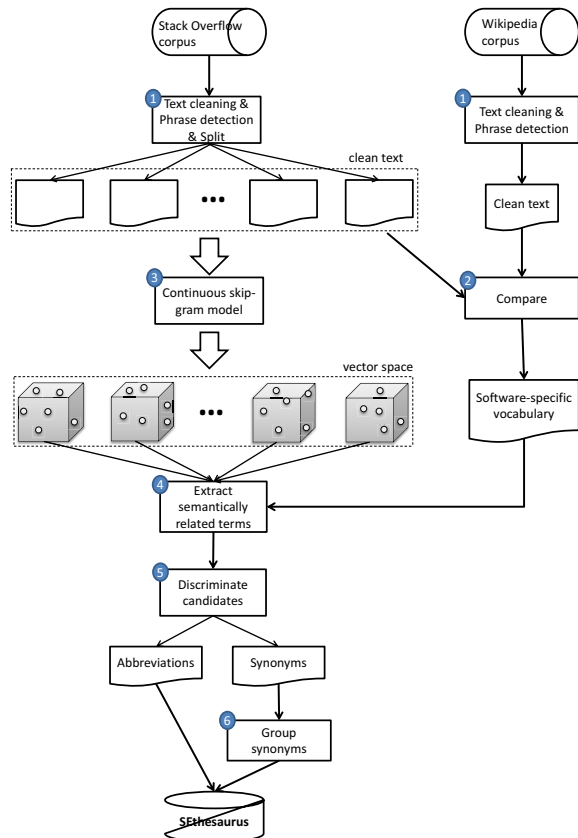 Stack Overflow
corpus
Wikipedia
corpus
1
Text cleaning &
Phrase detection
& Split
1
Text cleaning &
Phrase detection
clean text
...
Clean text
3
Continuous skip-
gram model
2
Compare
vector space
...
Software-specific
vocabulary
4
Extract
semantically
related terms
5
Discriminate
candidates
Abbreviations
Synonyms
6
Group
synonyms
SEthesaurus